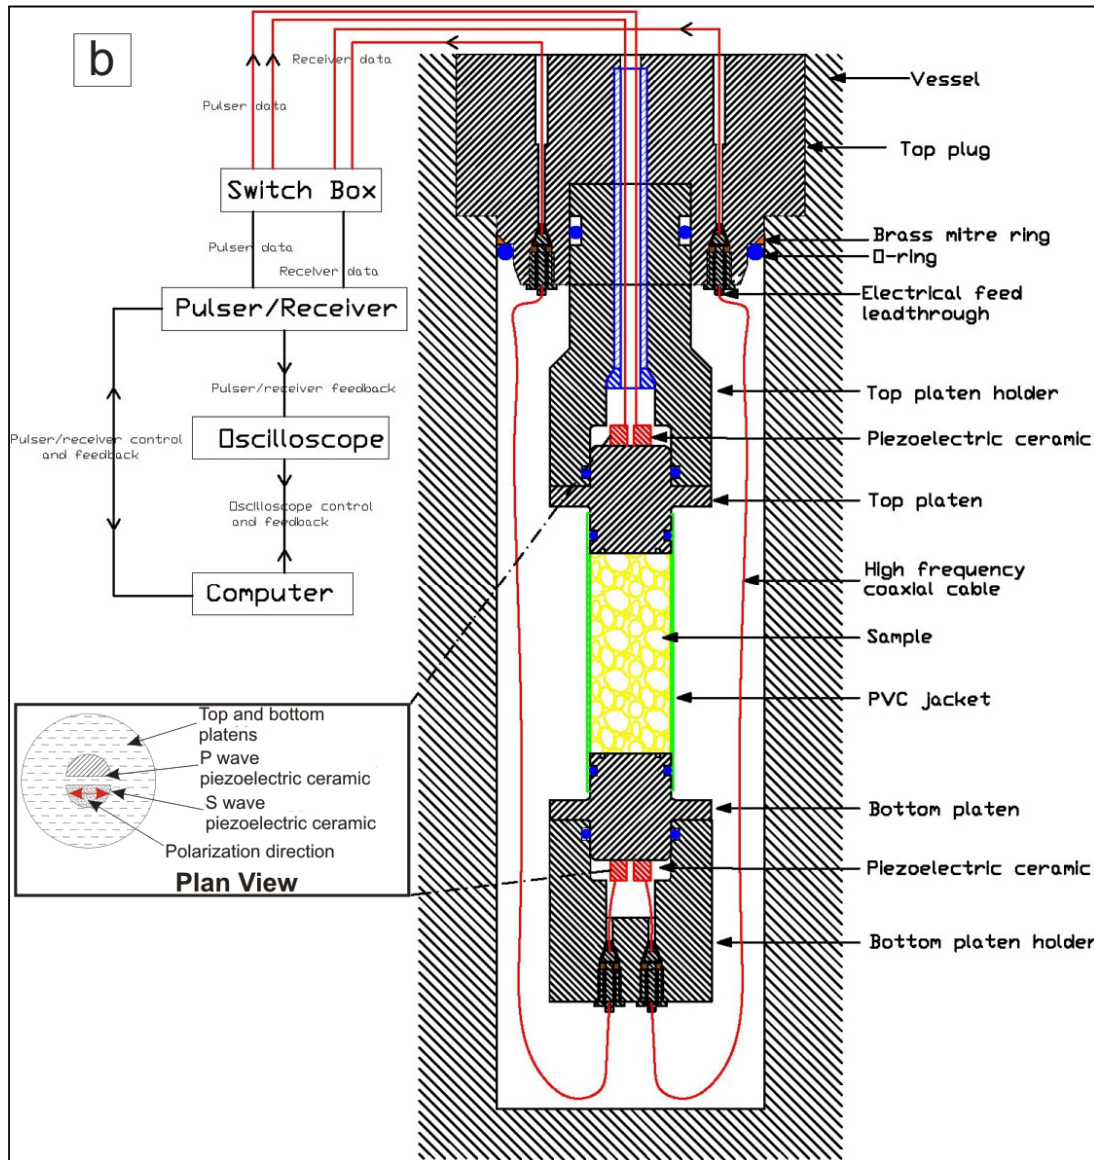 b
Receiver data
Pulser data
Switch Box
Pulser data
Receiver data
Pulser/Receiver
Pulser/receiver feedback
Pulser/receiver control
and feedback
Oscilloscope
Oscilloscope control
and feedback
Computer
Top and bottom
platens
P wave
piezoelectric ceramic
S wave
piezoelectric ceramic
Polarization direction
Plan View
Vessel
Top plug
Brass mitre ring
O-ring
Electrical feed
leadthrough
Top platen holder
Piezoelectric ceramic
Top platen
High frequency
coaxial cable
Sample
PVC jacket
Bottom platen
Piezoelectric ceramic
Bottom platen holder